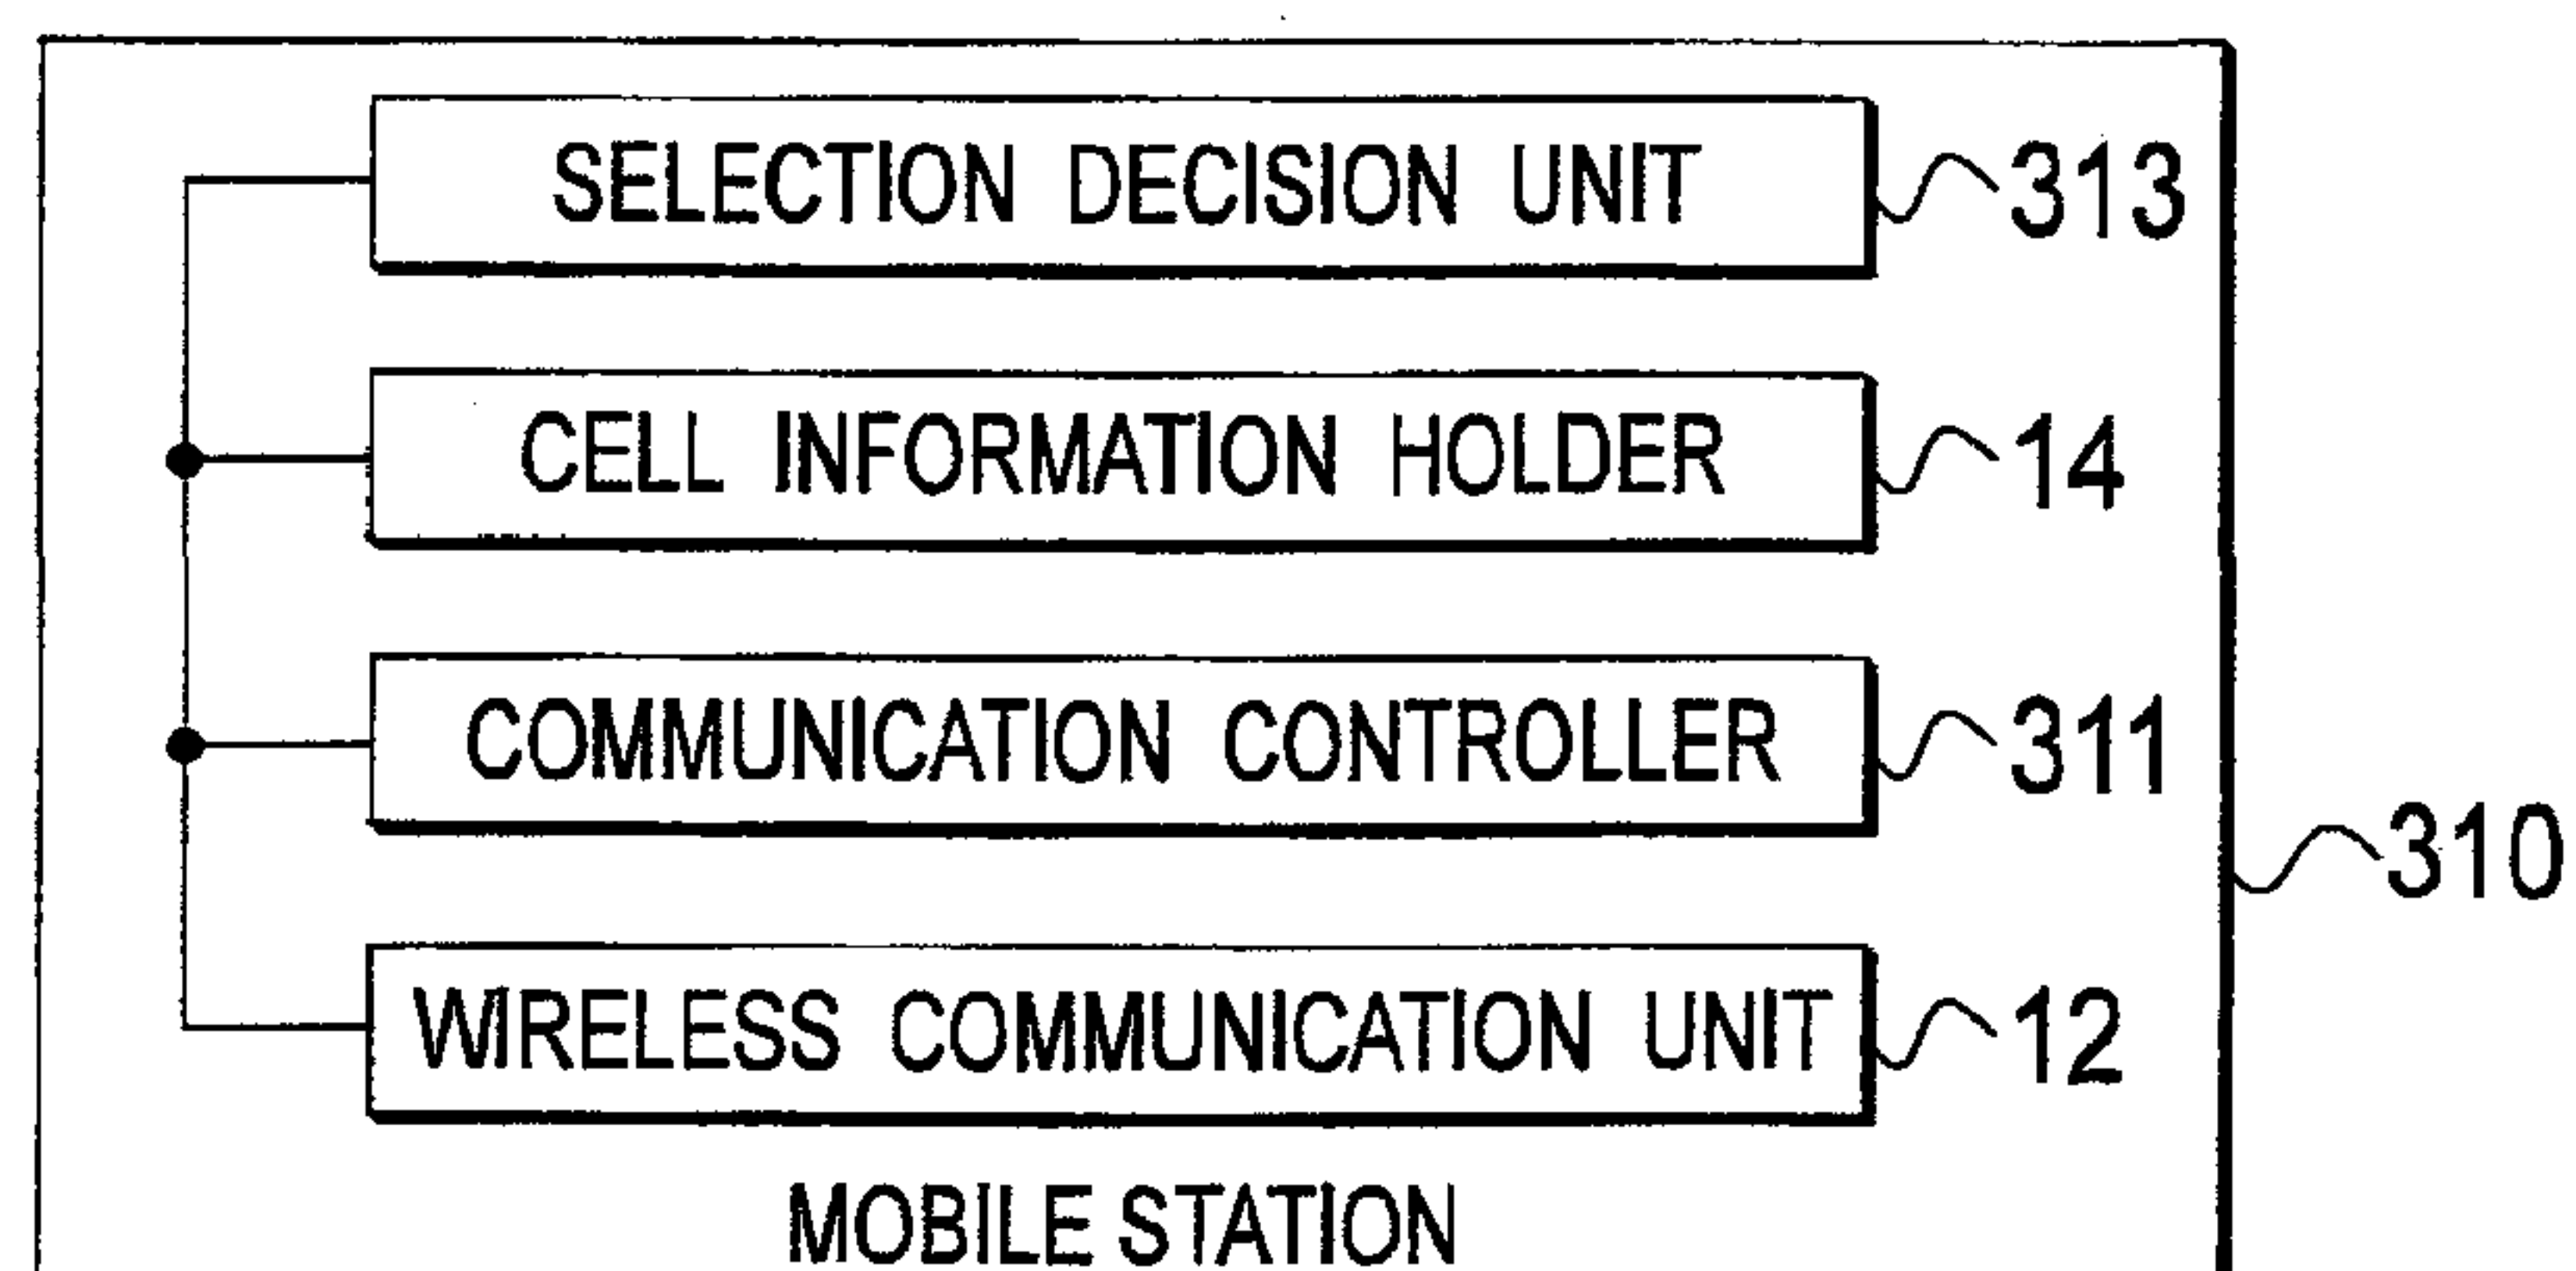 SELECTION DECISION UNIT 313
CELL INFORMATION HOLDER 14
COMMUNICATION CONTROLLER 311
310
WIRELESS COMMUNICATION UNIT 12
MOBILE STATION